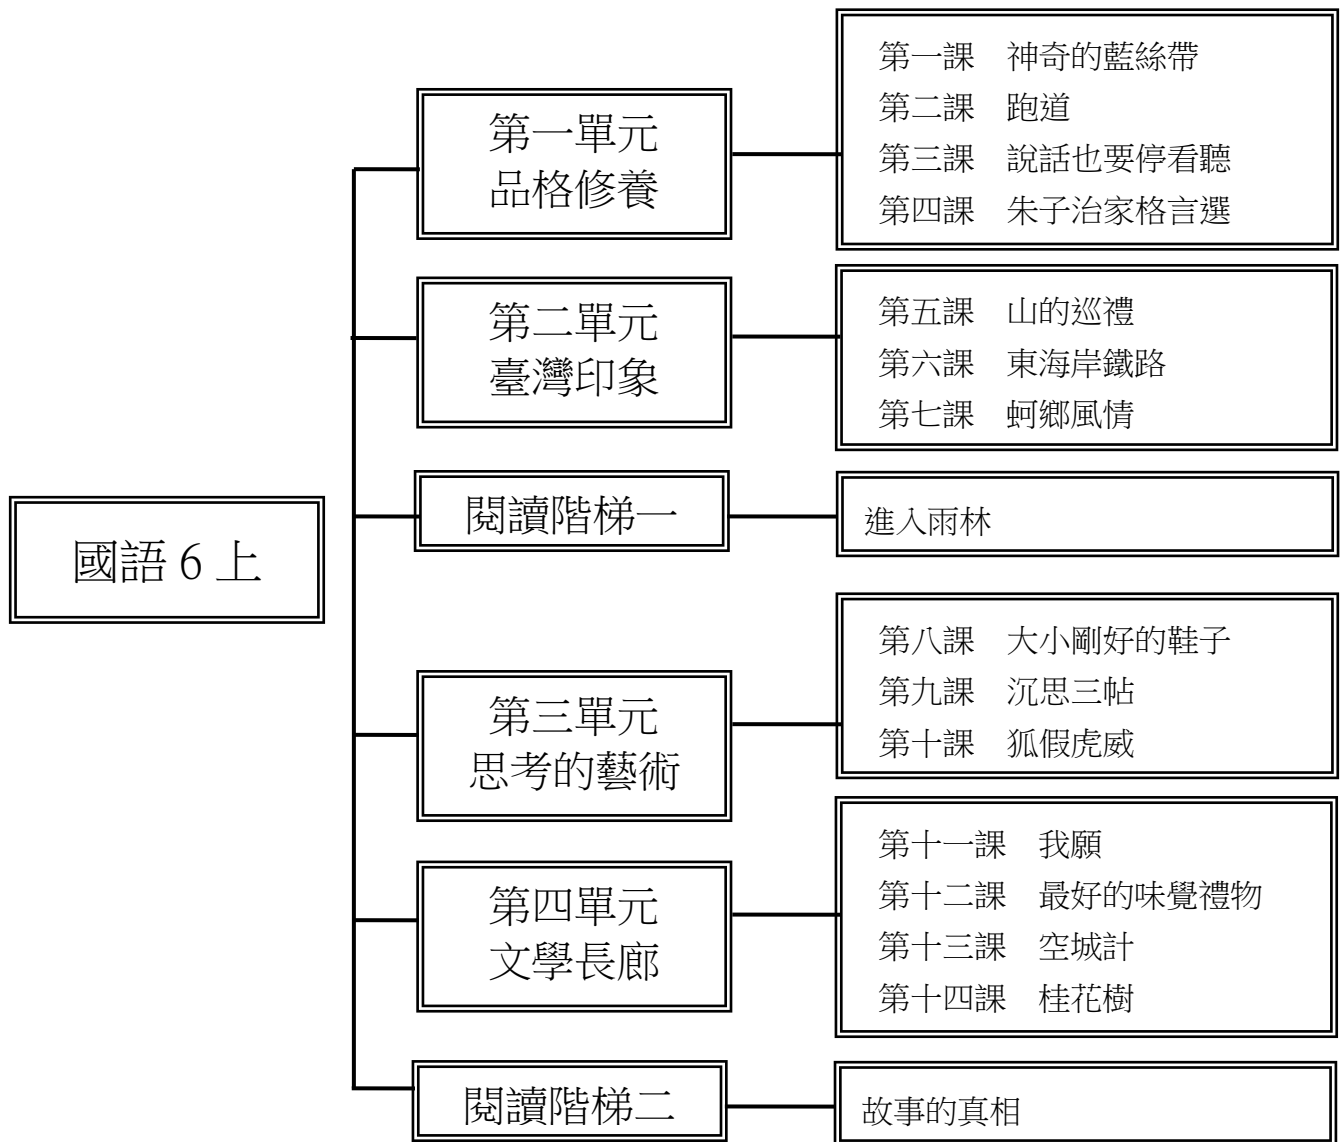 國語 6 上
第一單元
品格修養
第一課　神奇的藍絲帶
第二課　跑道
第三課　說話也要停看聽
第四課　朱子治家格言選
第二單元
臺灣印象
第五課　山的巡禮
第六課　東海岸鐵路
第七課　蚵鄉風情
閱讀階梯一
進入雨林
第三單元
思考的藝術
第八課　大小剛好的鞋子
第九課　沉思三帖
第十課　狐假虎威
第四單元
文學長廊
第十一課　我願
第十二課　最好的味覺禮物
第十三課　空城計
第十四課　桂花樹
閱讀階梯二
故事的真相